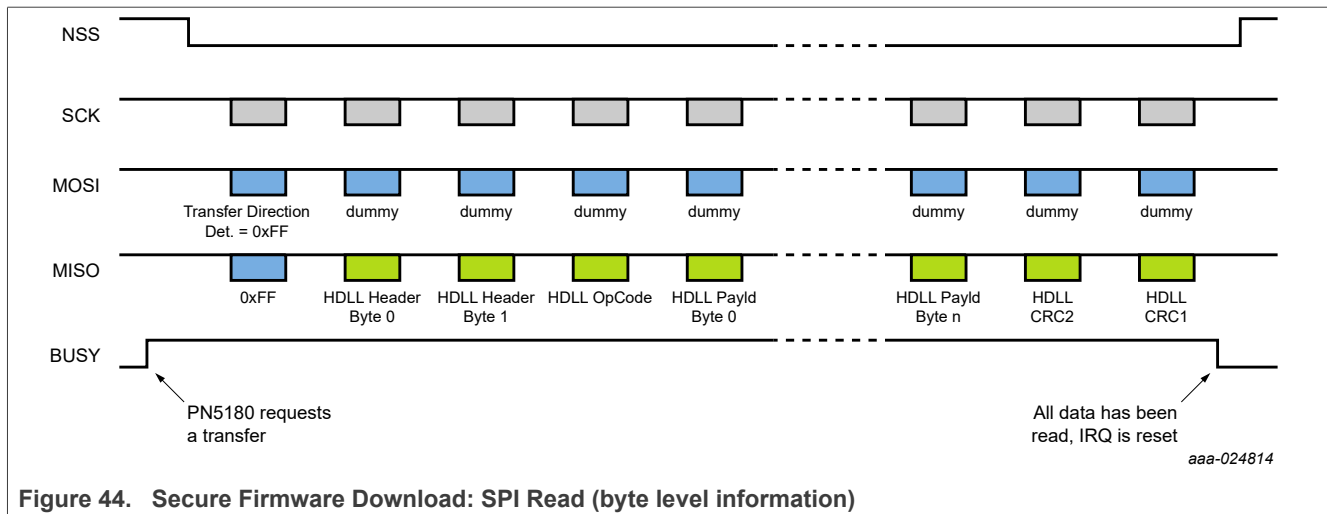 NSS
SCK
MOSI
Transfer Direction
Det. = 0xFF
dummy
dummy
dummy
dummy
dummy
dummy
dummy
MISO
0xFF
HDLL Header
Byte 0
HDLL Header
Byte 1
HDLL OpCode
HDLL Payld
Byte 0
HDLL Payld
Byte n
HDLL
CRC2
HDLL
CRC1
BUSY
PN5180 requests
a transfer
All data has been
read, IRQ is reset
aaa-024814
Figure 44. Secure Firmware Download: SPI Read (byte level information)